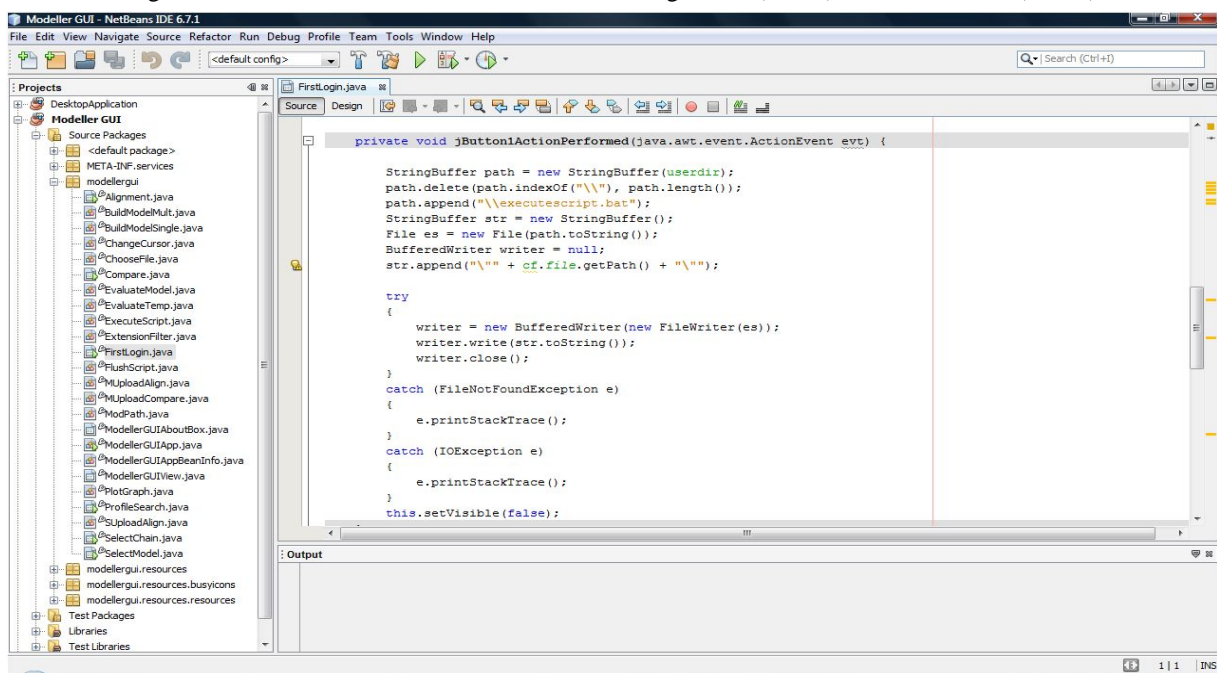 Modeller GUI - NetBeans IDE 6.7.1
File Edit View Navigate Source Refactor Run Debug Profile Team Tools Window Help
<default config>
Search (Ctrl+I)
Projects
DesktopApplication
Modeller GUI
Source Packages
<default package>
META-INF.services
modellergui
Alignment.java
BuildModelMult.java
BuildModelSingle.java
ChangeCursor.java
ChooseFile.java
Compare.java
EvaluateModel.java
EvaluateTemp.java
ExecuteScript.java
ExtensionFilter.java
FirstLogin.java
FlushScript.java
MUploadAlign.java
MUploadCompare.java
ModPath.java
ModellerGUIAboutBox.java
ModellerGUIApp.java
ModellerGUIAppBeanInfo.java
ModellerGUIView.java
PlotGraph.java
ProfileSearch.java
SUploadAlign.java
SelectChain.java
SelectModel.java
modellergui.resources
modellergui.resources.busyicons
modellergui.resources.resources
Test Packages
Libraries
Test Libraries
FirstLogin.java
Source Design
private void jButton1ActionPerformed(java.awt.event.ActionEvent evt) {
StringBuffer path = new StringBuffer(userdir);
path.delete(path.indexOf("\\"), path.length());
path.append("\\executescript.bat");
StringBuffer str = new StringBuffer();
File es = new File(path.toString());
BufferedWriter writer = null;
str.append("\"" + cf.file.getPath() + "\"");
try
{
writer = new BufferedWriter(new FileWriter(es));
writer.write(str.toString());
writer.close();
}
catch (FileNotFoundException e)
{
e.printStackTrace();
}
catch (IOException e)
{
e.printStackTrace();
}
this.setVisible(false);
Output
1|1 INS